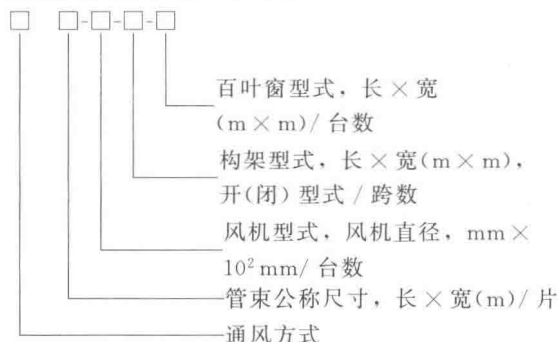 □ □-□-□-□
百叶窗型式，长×宽
(m×m)/台数
构架型式，长×宽(m×m)，
开(闭)型式/跨数
风机型式，风机直径，mm×
10²mm/台数
管束公称尺寸，长×宽(m)/片
通风方式